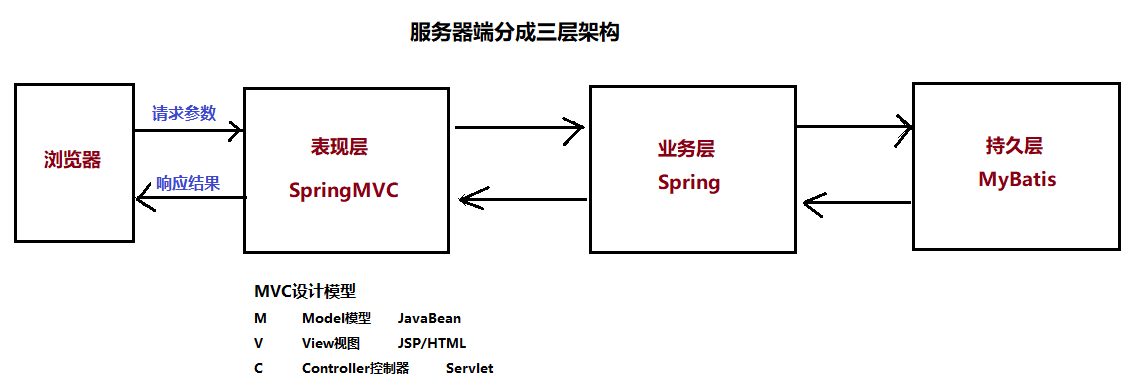 服务器端分成三层架构
浏览器
请求参数
响应结果
表现层
SpringMVC
业务层
Spring
持久层
MyBatis
MVC设计模型
M Model模型 JavaBean
V View视图 JSP/HTML
C Controller控制器 Servlet